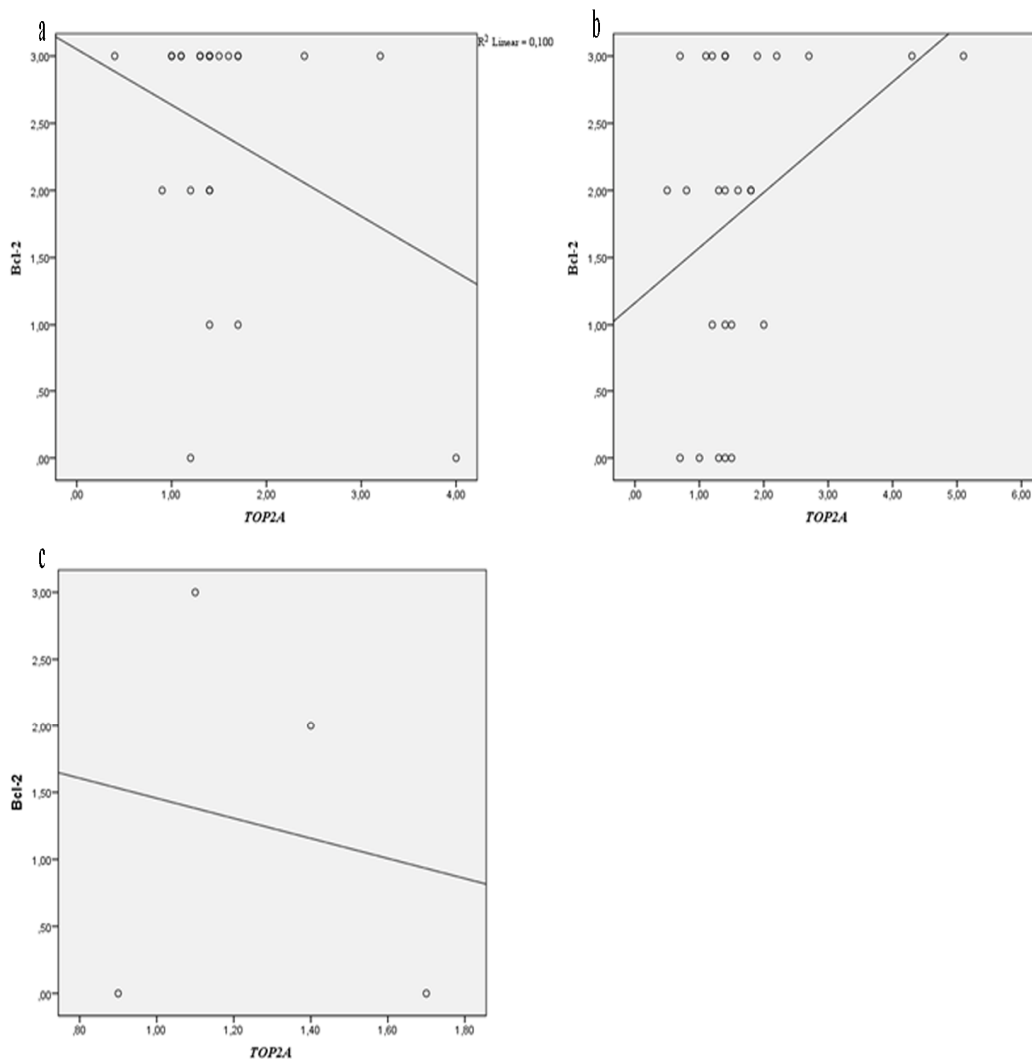 a
R² Linear = 0,100
3,00
2,50
2,00
1,50
1,00
,50
,00
Bcl-2
,00 1,00 2,00 3,00 4,00
TOP2A
b
3,00
2,50
2,00
1,50
1,00
,50
,00
Bcl-2
,00 1,00 2,00 3,00 4,00 5,00 6,00
TOP2A
c
3,00
2,50
2,00
1,50
1,00
,50
,00
Bcl-2
,80 1,00 1,20 1,40 1,60 1,80
TOP2A